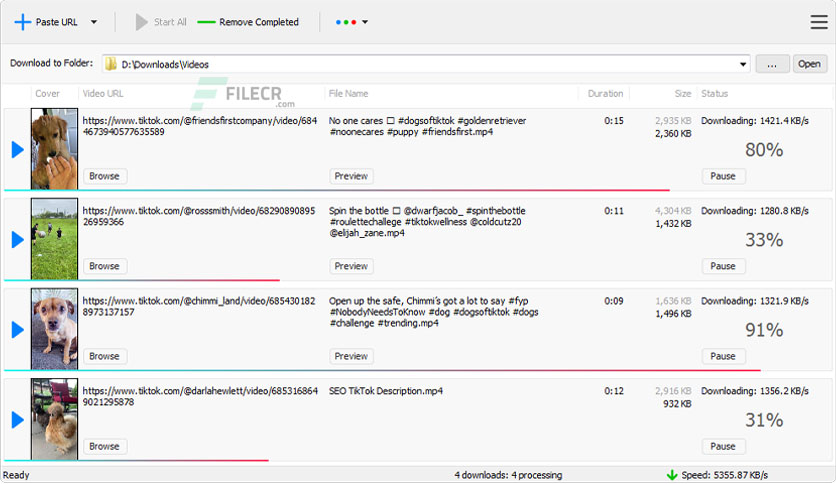 Paste URL
Start All
Remove Completed
Download to Folder:
D:\Downloads\Videos
...
Open
FILECR
.com
Cover
Video URL
File Name
Duration
Size
Status
https://www.tiktok.com/@friendsfirstcompany/video/684
4673940577635589
Browse
No one cares □ #dogsoftiktok #goldenretriever
#noonecares #puppy #friendsfirst.mp4
Preview
0:15
2,935 KB
2,360 KB
Downloading: 1421.4 KB/s
80%
Pause
https://www.tiktok.com/@rosssmith/video/68290890895
26959366
Browse
Spin the bottle □ @dwarfjacob_ #spinthebottle
#roulettechallege #tiktokwellness @coldcutz20
@elijah_zane.mp4
Preview
0:11
4,304 KB
1,432 KB
Downloading: 1280.8 KB/s
33%
Pause
https://www.tiktok.com/@chimmi_land/video/685430182
8973137157
Browse
Open up the safe, Chimmi's got a lot to say #fyp
#NobodyNeedsToKnow #dog #dogsoftiktok #dogs
#challenge #trending.mp4
Preview
0:09
1,636 KB
1,496 KB
Downloading: 1321.9 KB/s
91%
Pause
https://www.tiktok.com/@darlahewlett/video/685316864
9021295878
Browse
SEO TikTok Description.mp4
0:12
2,916 KB
932 KB
Downloading: 1356.2 KB/s
31%
Pause
Ready
4 downloads: 4 processing
Speed: 5355.87 KB/s